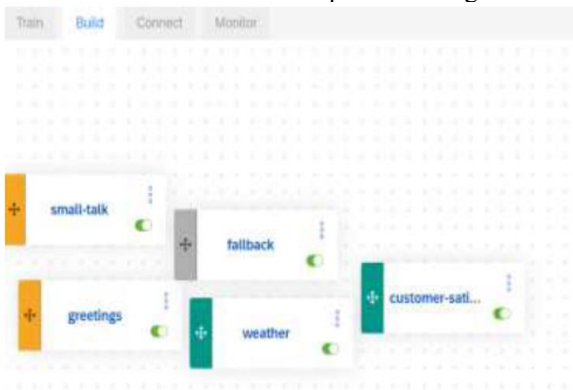 Train Build Connect Monitor
small-talk
fallback
customer-sati...
greetings
weather